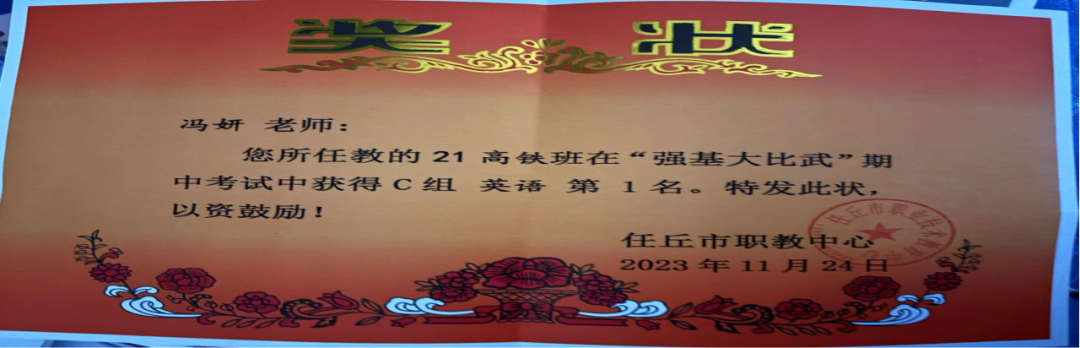 奖 状
冯妍 老师：
您所任教的 21 高铁班在“强基大比武”期
中考试中获得 C 组 英语 第 1 名。特发此状，
以资鼓励！
任丘市职教中心
2023 年 11 月 24 日